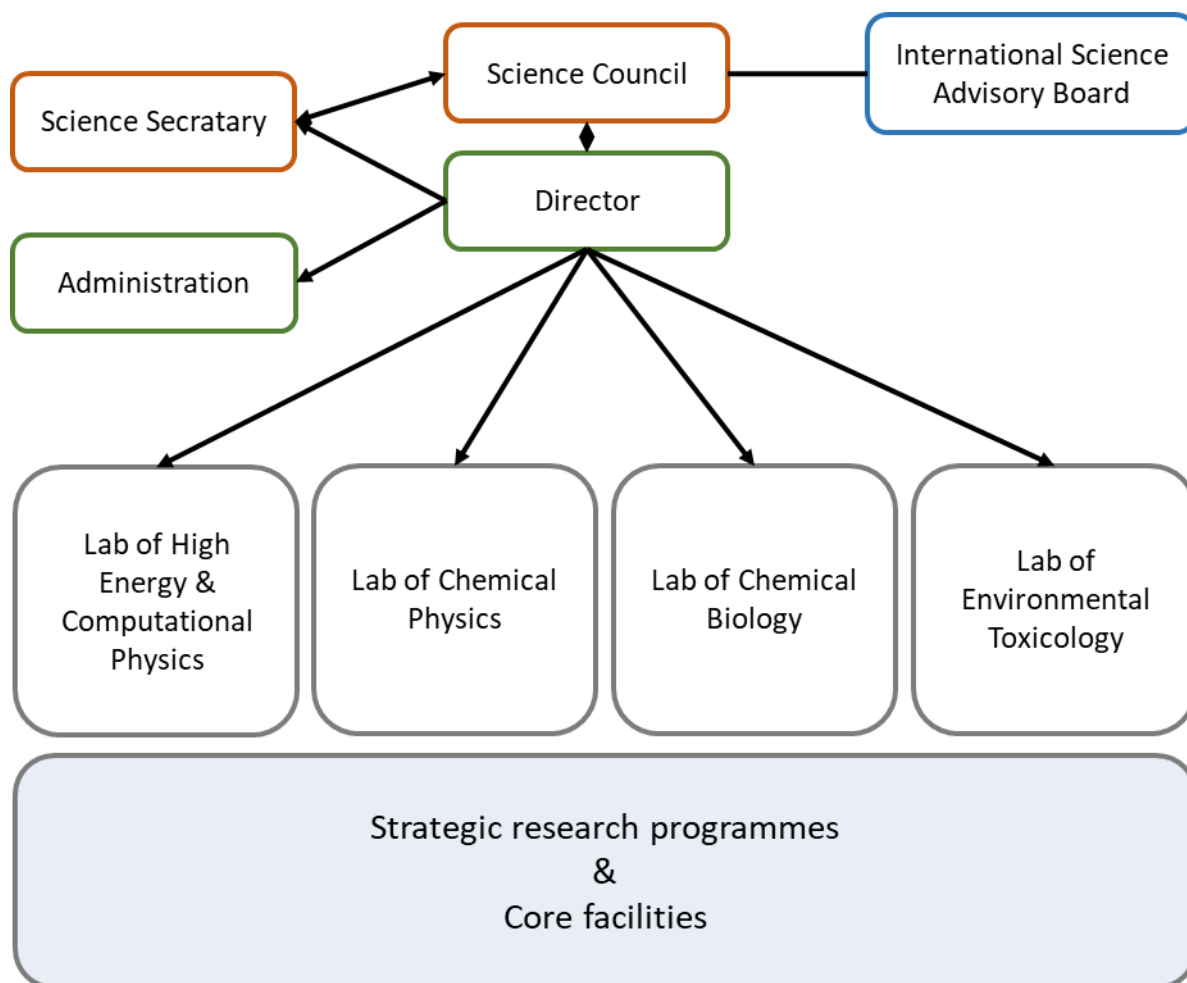 Science Council
International Science
Advisory Board
Science Secratary
Director
Administration
Lab of High
Energy &
Computational
Physics
Lab of Chemical
Physics
Lab of Chemical
Biology
Lab of
Environmental
Toxicology
Strategic research programmes
&
Core facilities